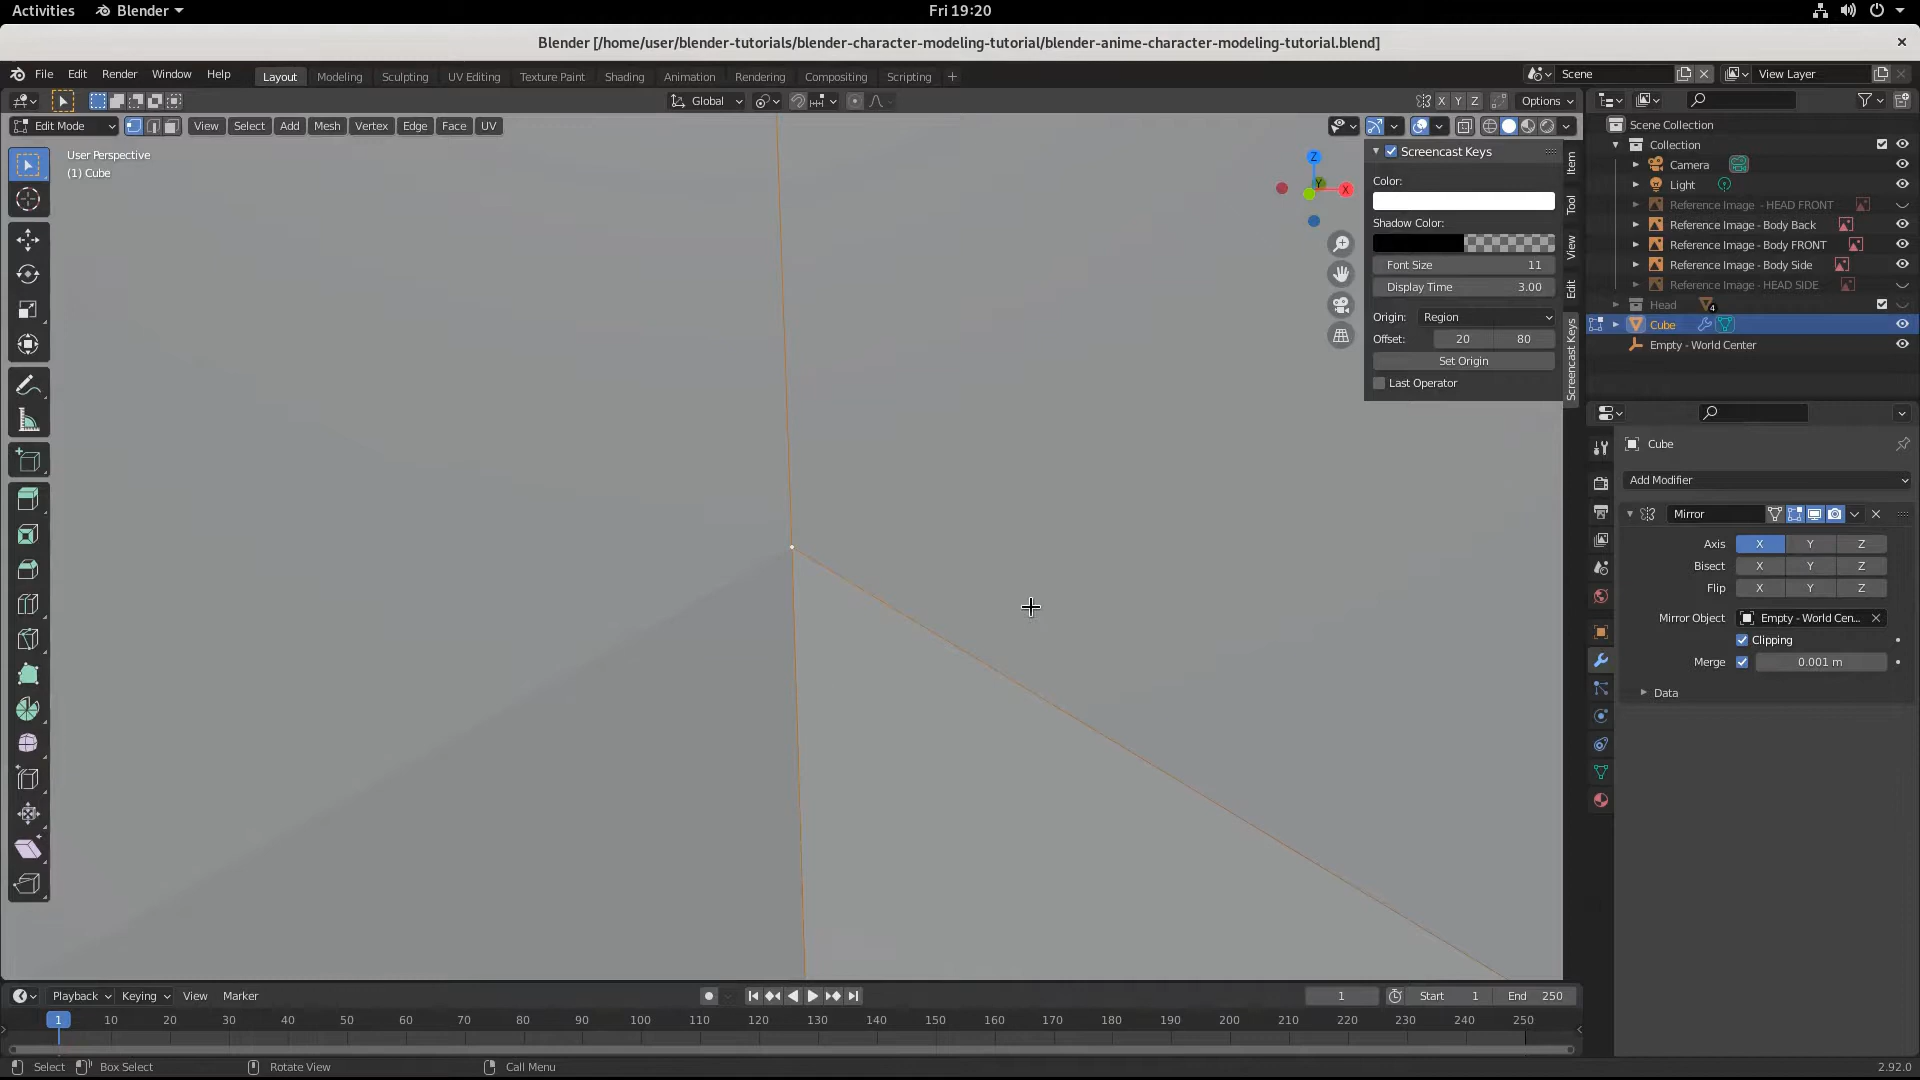 Activities Blender Fri 19:20
Blender [/home/user/blender-tutorials/blender-character-modeling-tutorial/blender-anime-character-modeling-tutorial.blend]
File Edit Render Window Help Layout Modeling Sculpting UV Editing Texture Paint Shading Animation Rendering Compositing Scripting + Scene View Layer
Global X Y Z Options
Edit Mode View Select Add Mesh Vertex Edge Face UV
User Perspective
(1) Cube
Z
Y
X
Screencast Keys
Color:
Shadow Color:
Font Size 11
Display Time 3.00
Origin: Region
Offset: 20 80
Set Origin
Last Operator
Item
Tool
View
Edit
Screencast Keys
Scene Collection
Collection
Camera
Light
Reference Image - HEAD FRONT
Reference Image - Body Back
Reference Image - Body FRONT
Reference Image - Body Side
Reference Image - HEAD SIDE
Head 4
Cube
Empty - World Center
Cube
Add Modifier
Mirror
Axis X Y Z
Bisect X Y Z
Flip X Y Z
Mirror Object Empty - World Cen...
Clipping
Merge 0.001 m
Data
Playback Keying View Marker 1 Start 1 End 250
1 10 20 30 40 50 60 70 80 90 100 110 120 130 140 150 160 170 180 190 200 210 220 230 240 250
Select Box Select Rotate View Call Menu 2.92.0